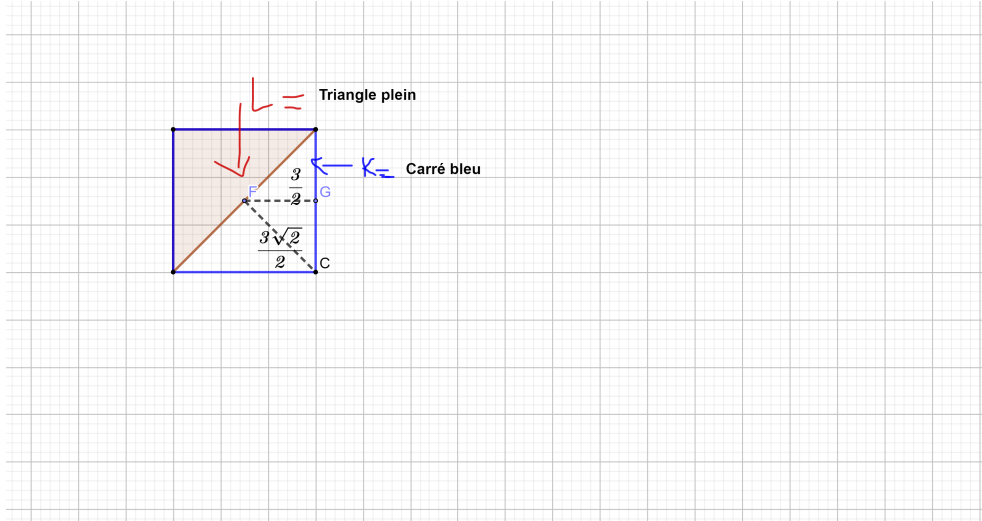 L = Triangle plein
K = Carré bleu
3/2
F G
3√2/2
C